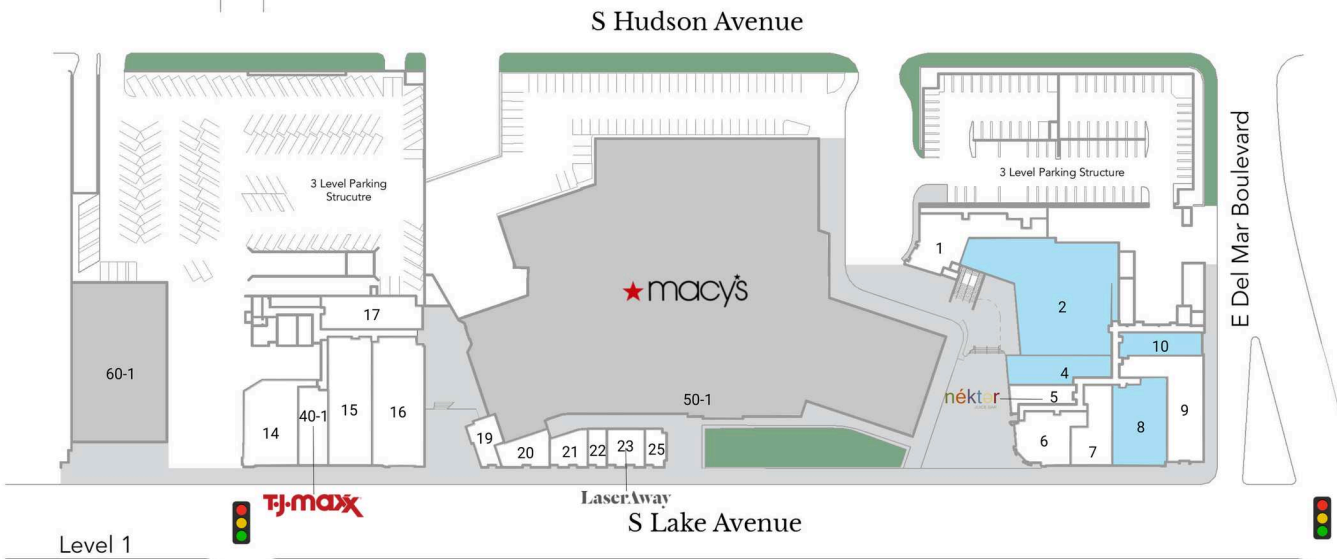 S Hudson Avenue
3 Level Parking
Strucutre
3 Level Parking Structure
E Del Mar Boulevard
1
macy's
2
17
10
60-1
4
50-1
nékter
5
14
40-1
15
16
19
20
21
22
23
25
6
7
8
9
T.J.maxx
LaserAway
S Lake Avenue
Level 1